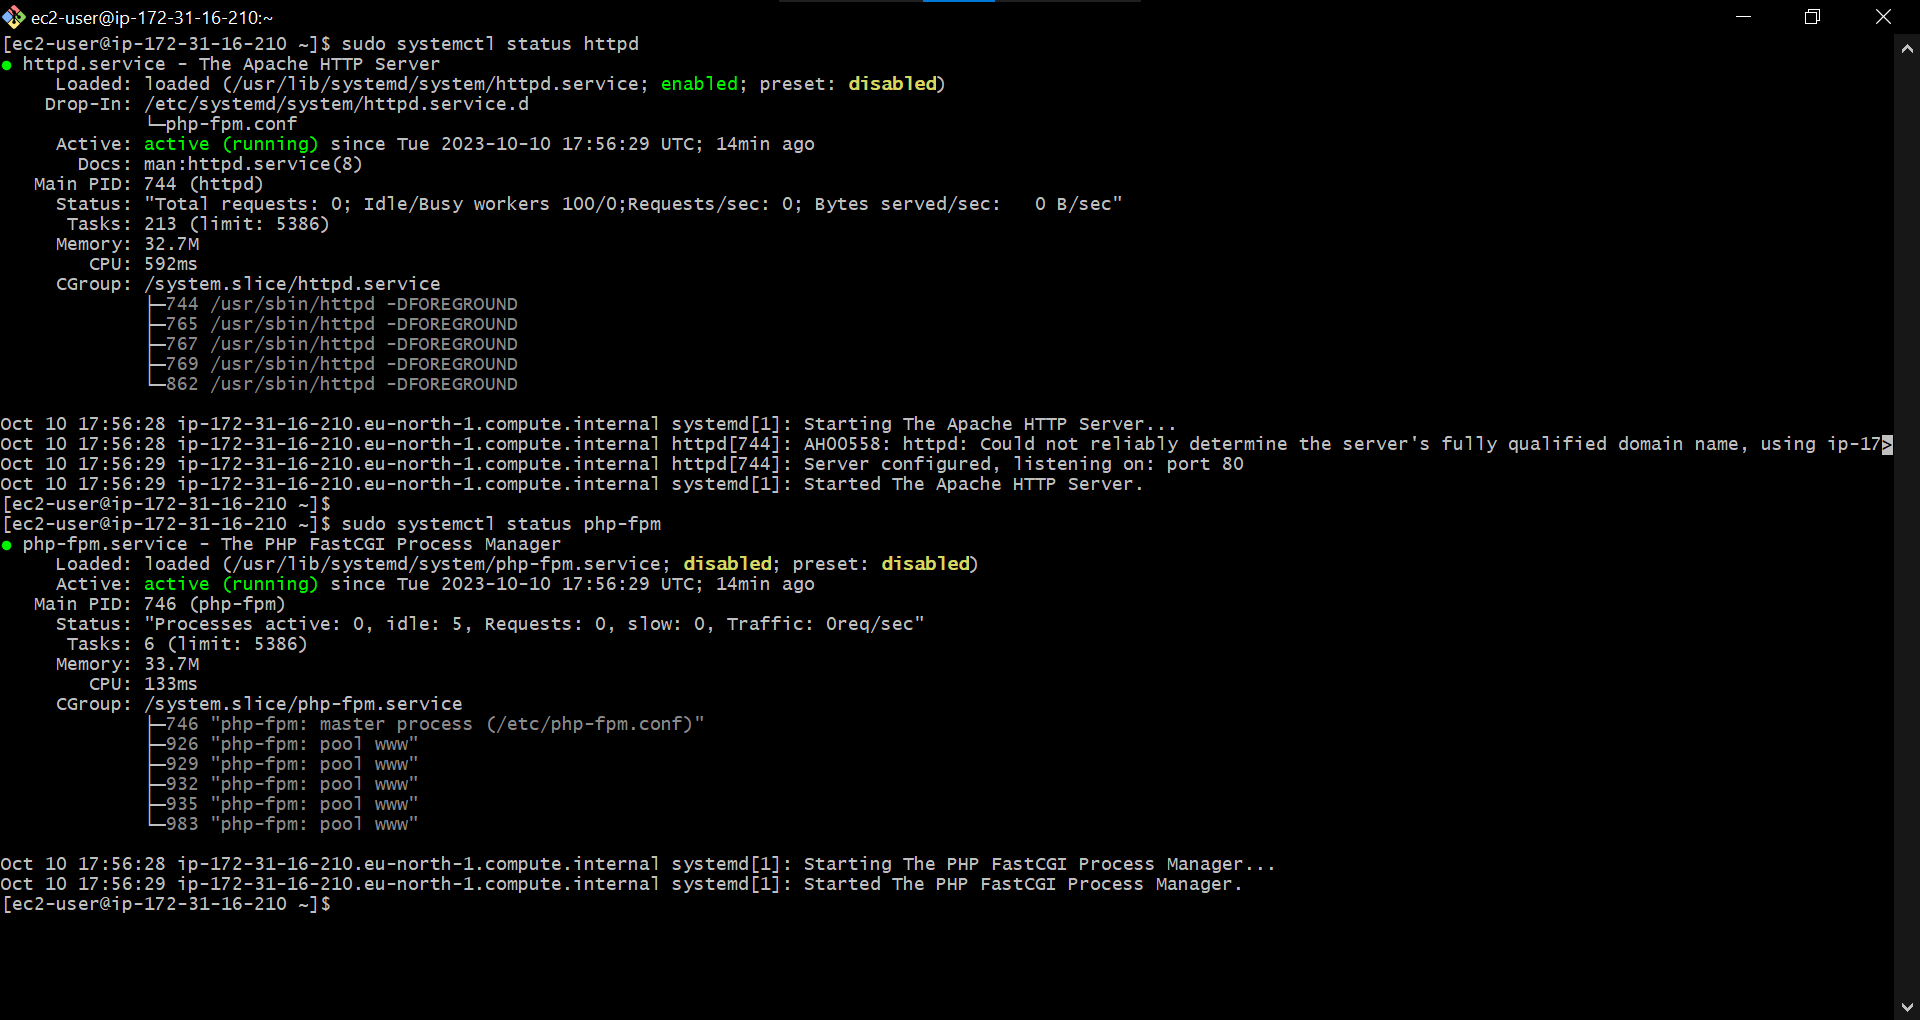 ec2-user@ip-172-31-16-210:~
[ec2-user@ip-172-31-16-210 ~]$ sudo systemctl status httpd
● httpd.service - The Apache HTTP Server
     Loaded: loaded (/usr/lib/systemd/system/httpd.service; enabled; preset: disabled)
    Drop-In: /etc/systemd/system/httpd.service.d
             └─php-fpm.conf
     Active: active (running) since Tue 2023-10-10 17:56:29 UTC; 14min ago
       Docs: man:httpd.service(8)
   Main PID: 744 (httpd)
     Status: "Total requests: 0; Idle/Busy workers 100/0;Requests/sec: 0; Bytes served/sec:   0 B/sec"
      Tasks: 213 (limit: 5386)
     Memory: 32.7M
        CPU: 592ms
     CGroup: /system.slice/httpd.service
             ├─744 /usr/sbin/httpd -DFOREGROUND
             ├─765 /usr/sbin/httpd -DFOREGROUND
             ├─767 /usr/sbin/httpd -DFOREGROUND
             ├─769 /usr/sbin/httpd -DFOREGROUND
             └─862 /usr/sbin/httpd -DFOREGROUND
Oct 10 17:56:28 ip-172-31-16-210.eu-north-1.compute.internal systemd[1]: Starting The Apache HTTP Server...
Oct 10 17:56:28 ip-172-31-16-210.eu-north-1.compute.internal httpd[744]: AH00558: httpd: Could not reliably determine the server's fully qualified domain name, using ip-17>
Oct 10 17:56:29 ip-172-31-16-210.eu-north-1.compute.internal httpd[744]: Server configured, listening on: port 80
Oct 10 17:56:29 ip-172-31-16-210.eu-north-1.compute.internal systemd[1]: Started The Apache HTTP Server.
[ec2-user@ip-172-31-16-210 ~]$
[ec2-user@ip-172-31-16-210 ~]$ sudo systemctl status php-fpm
● php-fpm.service - The PHP FastCGI Process Manager
     Loaded: loaded (/usr/lib/systemd/system/php-fpm.service; disabled; preset: disabled)
     Active: active (running) since Tue 2023-10-10 17:56:29 UTC; 14min ago
   Main PID: 746 (php-fpm)
     Status: "Processes active: 0, idle: 5, Requests: 0, slow: 0, Traffic: 0req/sec"
      Tasks: 6 (limit: 5386)
     Memory: 33.7M
        CPU: 133ms
     CGroup: /system.slice/php-fpm.service
             ├─746 "php-fpm: master process (/etc/php-fpm.conf)"
             ├─926 "php-fpm: pool www"
             ├─929 "php-fpm: pool www"
             ├─932 "php-fpm: pool www"
             ├─935 "php-fpm: pool www"
             └─983 "php-fpm: pool www"
Oct 10 17:56:28 ip-172-31-16-210.eu-north-1.compute.internal systemd[1]: Starting The PHP FastCGI Process Manager...
Oct 10 17:56:29 ip-172-31-16-210.eu-north-1.compute.internal systemd[1]: Started The PHP FastCGI Process Manager.
[ec2-user@ip-172-31-16-210 ~]$